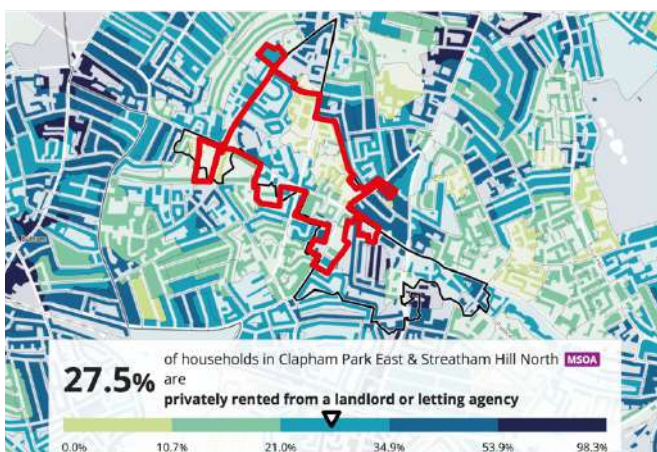 27.5%
of households in Clapham Park East & Streatham Hill North MSOA
are
privately rented from a landlord or letting agency
0.0% 10.7% 21.0% 34.9% 53.9% 98.3%